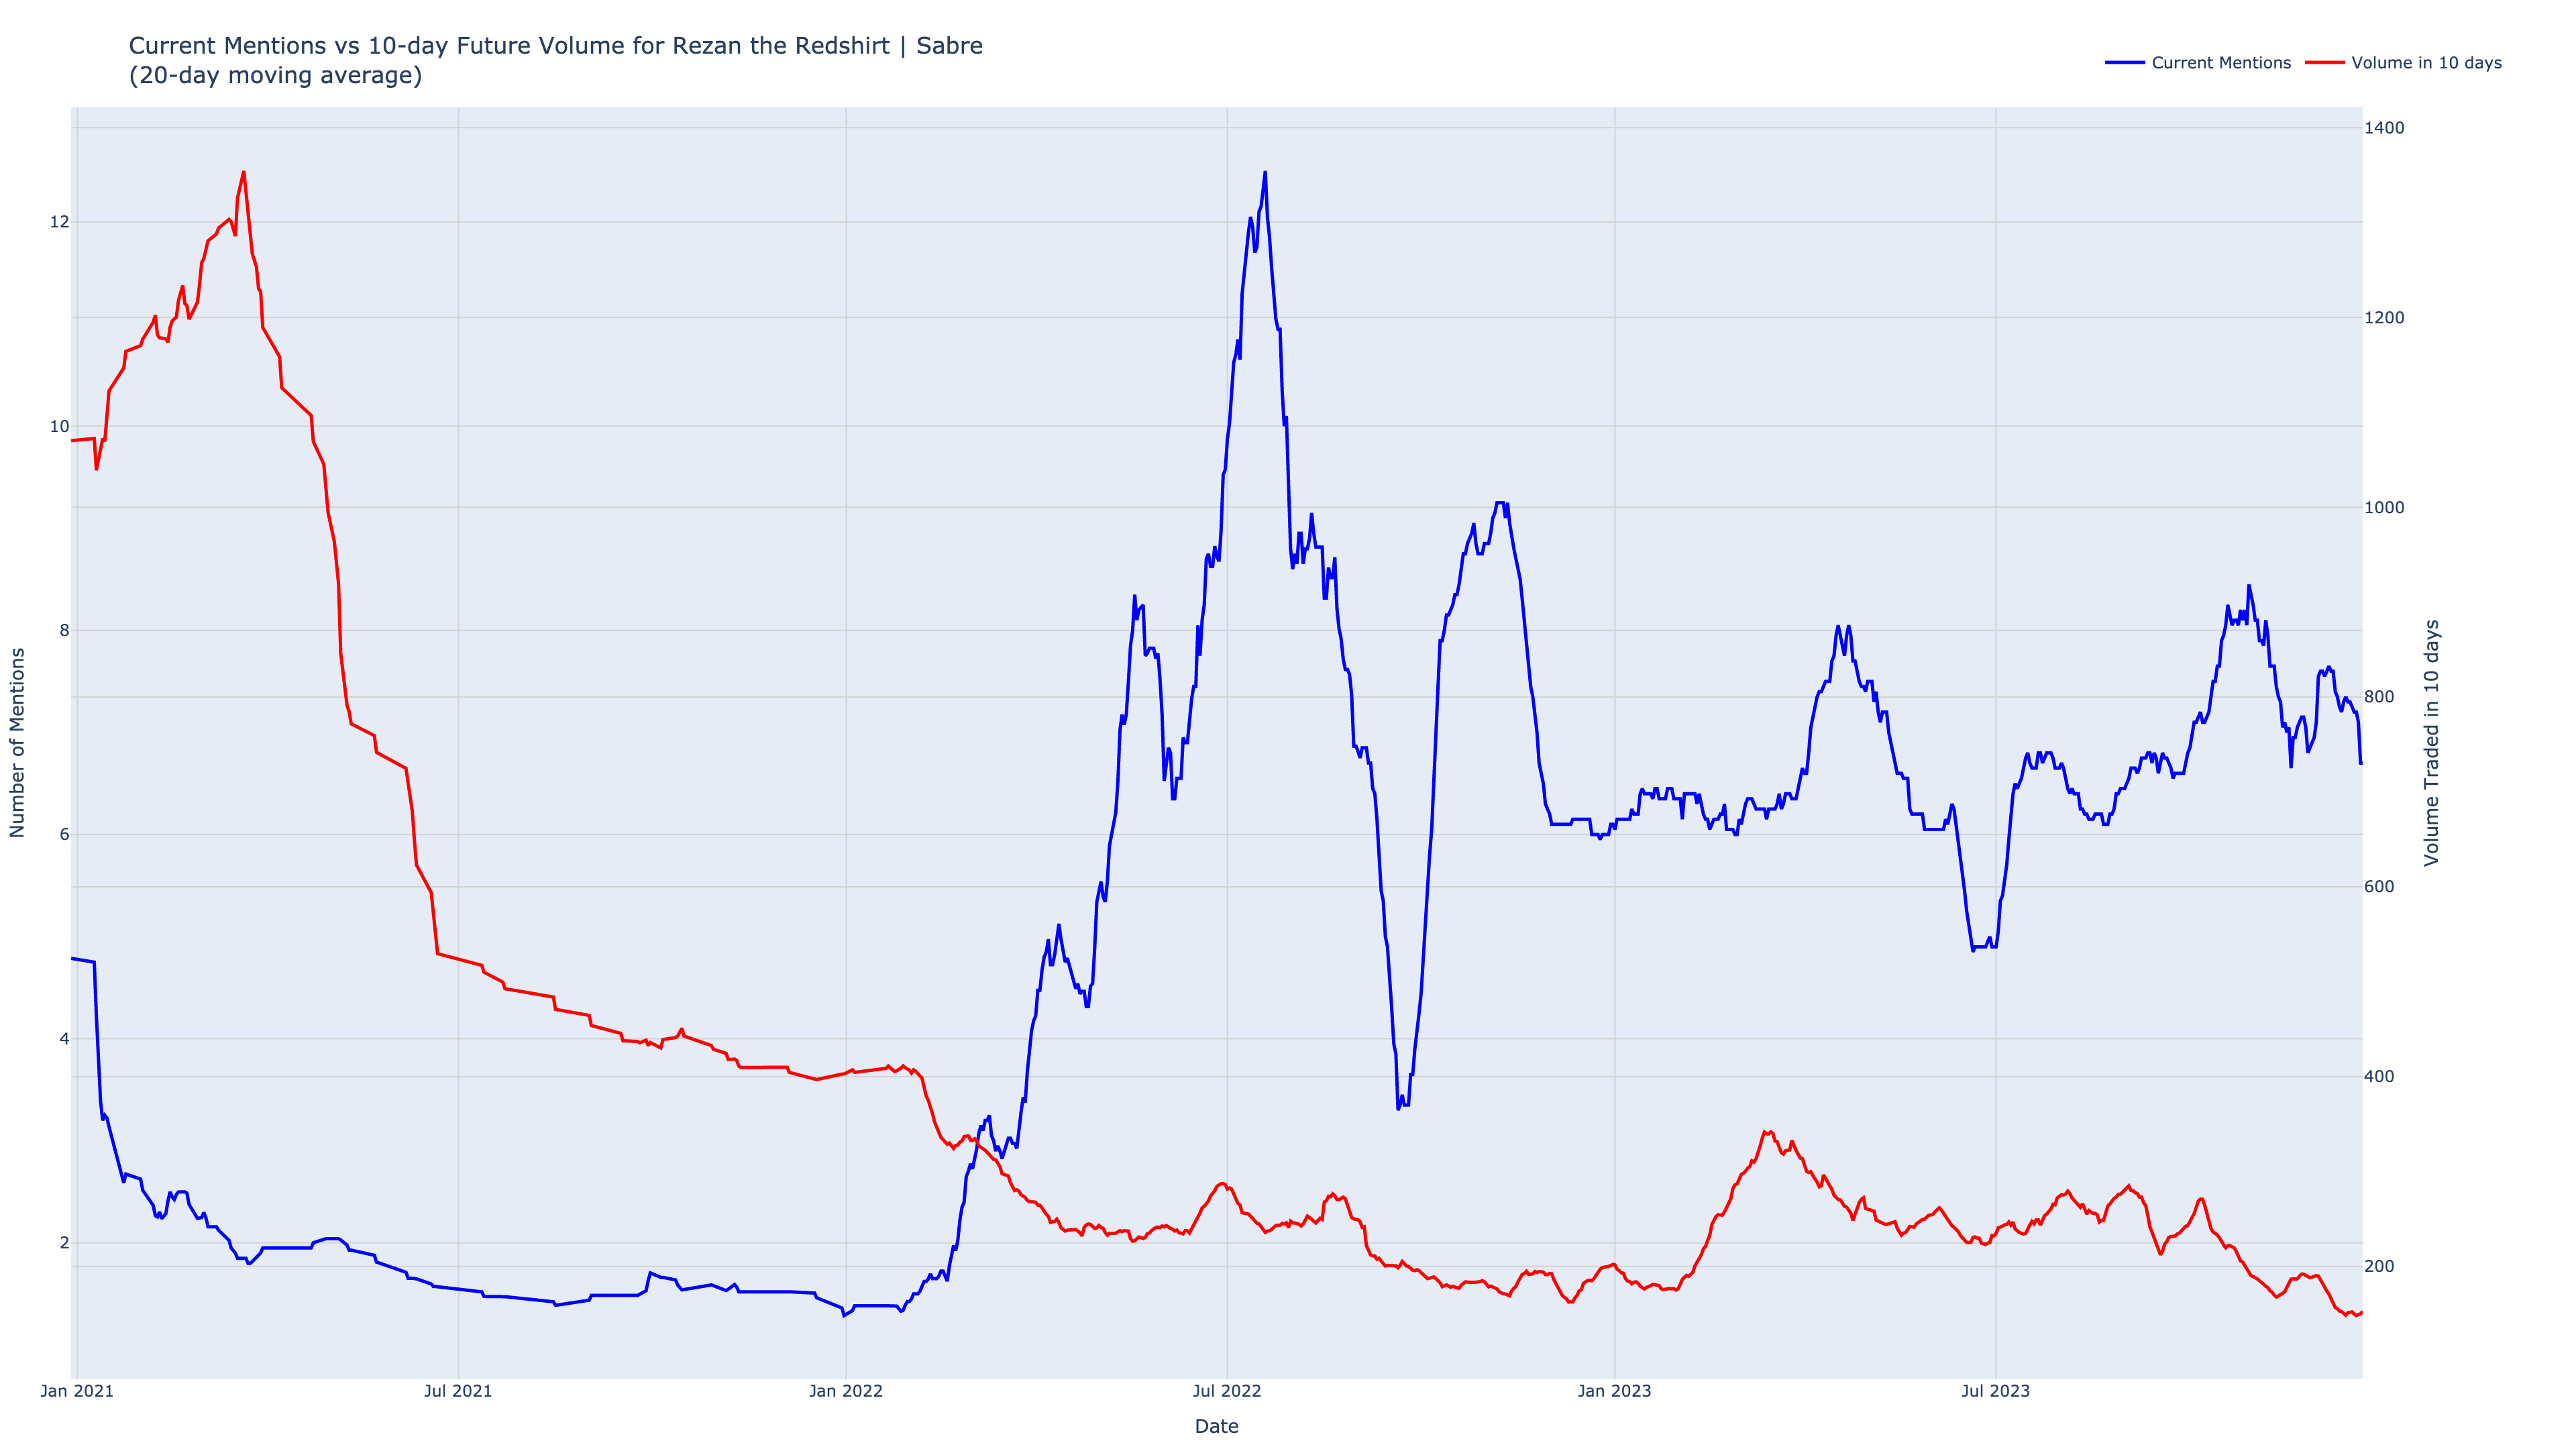 Current Mentions vs 10-day Future Volume for Rezan the Redshirt | Sabre
(20-day moving average)
Current Mentions
Volume in 10 days
12
10
8
6
4
2
Number of Mentions
1400
1200
1000
800
600
400
200
Volume Traded in 10 days
Jan 2021
Jul 2021
Jan 2022
Jul 2022
Jan 2023
Jul 2023
Date